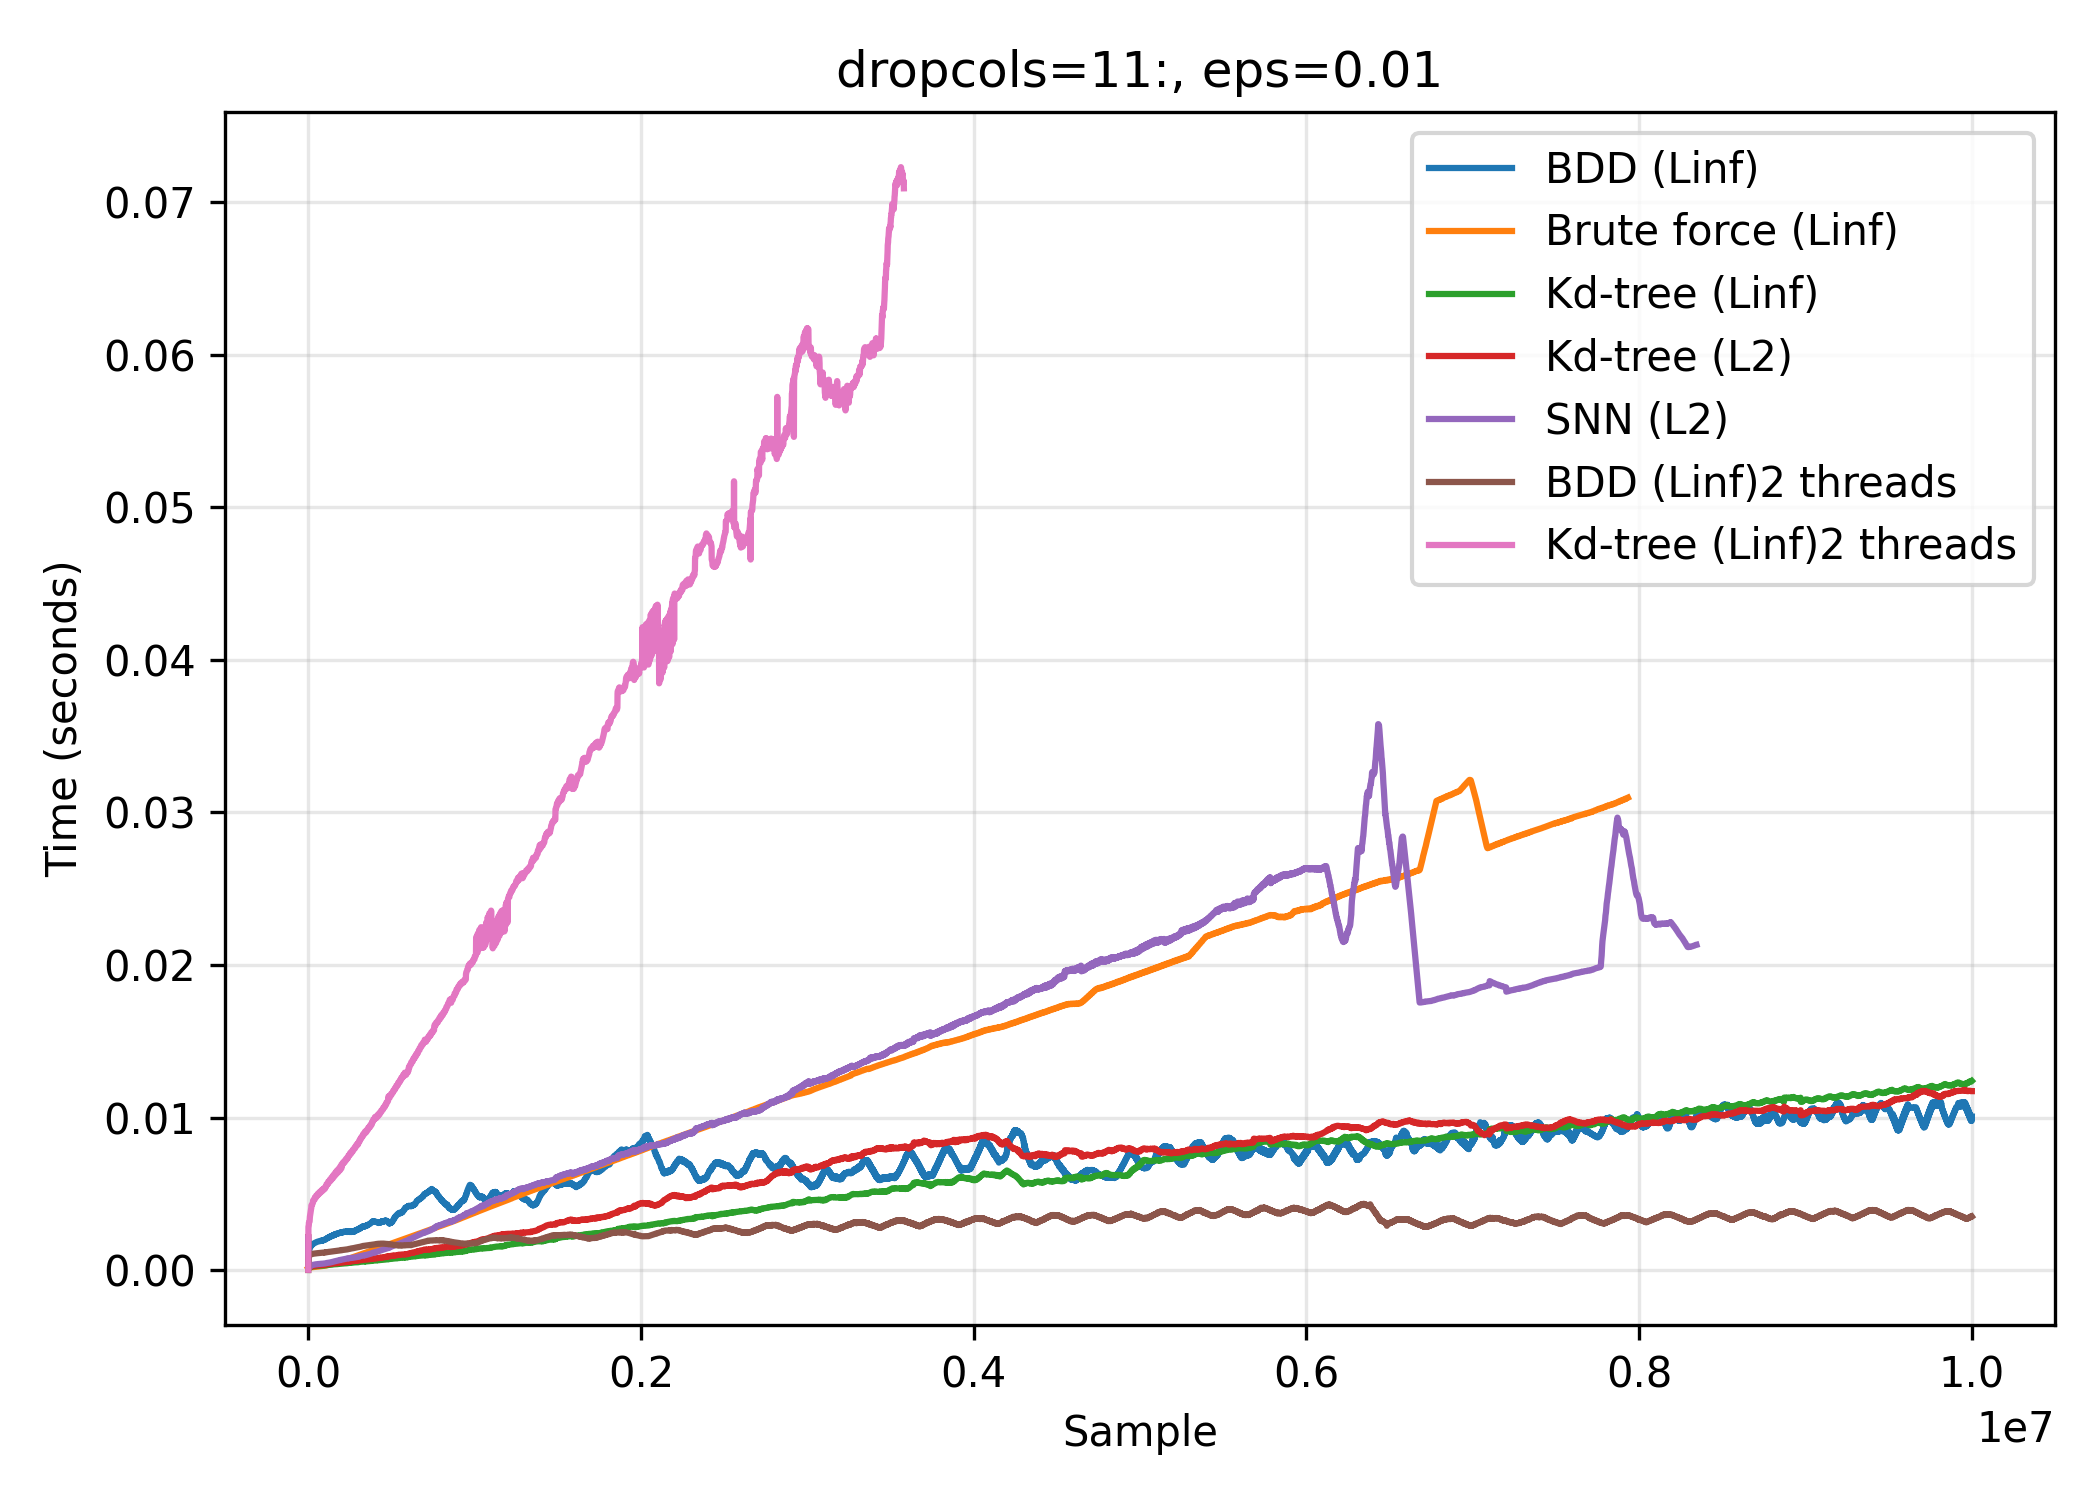 dropcols=11:, eps=0.01
BDD (Linf)
Brute force (Linf)
Kd-tree (Linf)
Kd-tree (L2)
SNN (L2)
BDD (Linf)2 threads
Kd-tree (Linf)2 threads
Time (seconds)
0.07
0.06
0.05
0.04
0.03
0.02
0.01
0.00
0.0 0.2 0.4 0.6 0.8 1.0
1e7
Sample